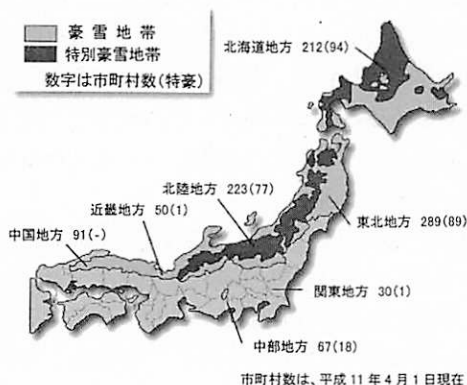 豪雪地帯
特別豪雪地帯
数字は市町村数(特豪)
北海道地方 212(94)
北陸地方 223(77)
近畿地方 50(1)
中国地方 91(-)
東北地方 289(89)
関東地方 30(1)
中部地方 67(18)
市町村数は、平成11年4月1日現在